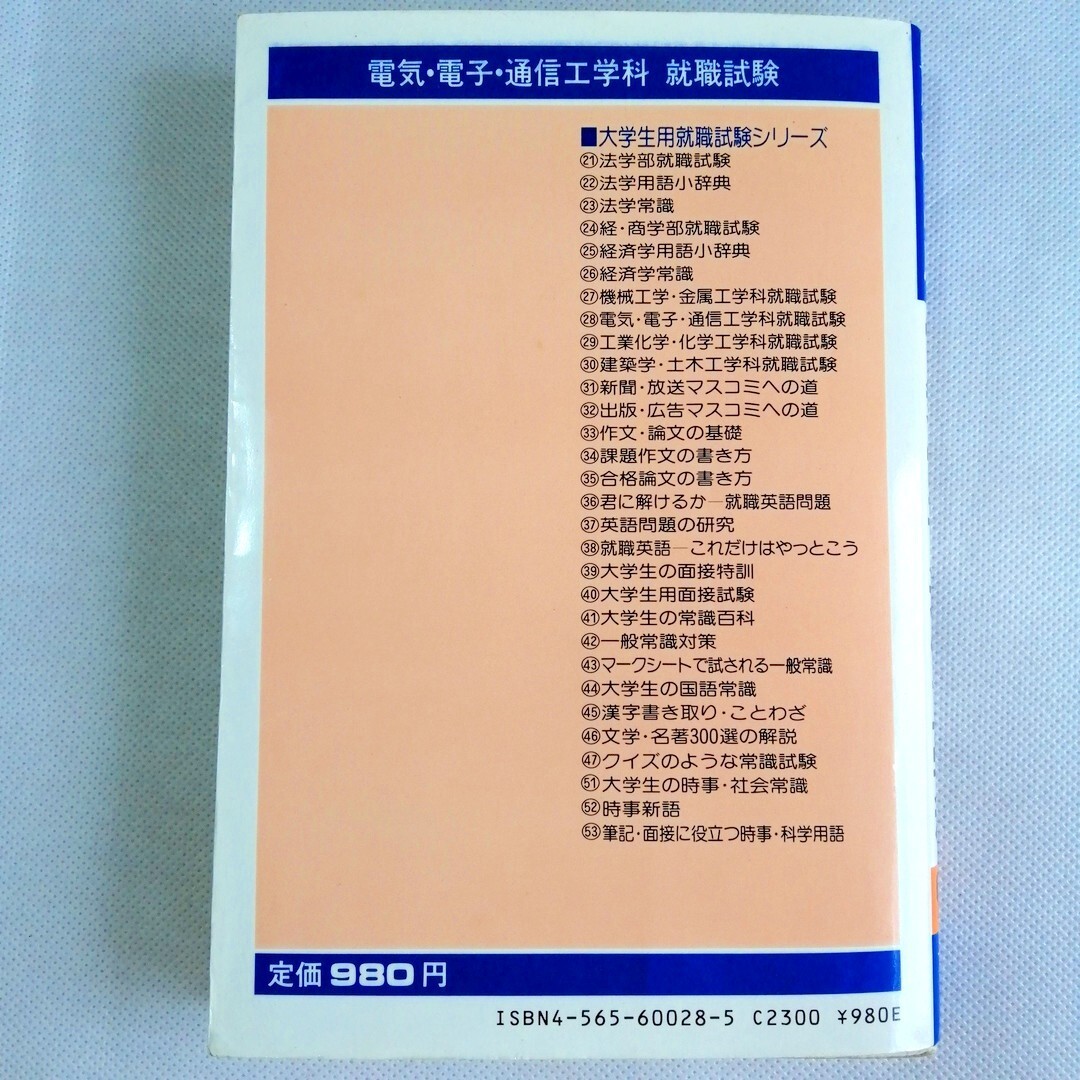 電気・電子・通信工学科 就職試験
■大学生用就職試験シリーズ
㉑法学部就職試験
㉒法学用語小辞典
㉓法学常識
㉔経・商学部就職試験
㉕経済学用語小辞典
㉖経済学常識
㉗機械工学・金属工学科就職試験
㉘電気・電子・通信工学科就職試験
㉙工業化学・化学工学科就職試験
㉚建築学・土木工学科就職試験
㉛新聞・放送マスコミへの道
㉜出版・広告マスコミへの道
㉝作文・論文の基礎
㉞課題作文の書き方
㉟合格論文の書き方
㊱君に解けるか―就職英語問題
㊲英語問題の研究
㊳就職英語―これだけはやっとこう
㊴大学生の面接特訓
㊵大学生用面接試験
㊶大学生の常識百科
㊷一般常識対策
㊸マークシートで試される一般常識
㊹大学生の国語常識
㊺漢字書き取り・ことわざ
㊻文学・名著300選の解説
㊼クイズのような常識試験
51大学生の時事・社会常識
52時事新語
53筆記・面接に役立つ時事・科学用語
定価 980 円
ISBN4-565-60028-5 C2300 ¥980E